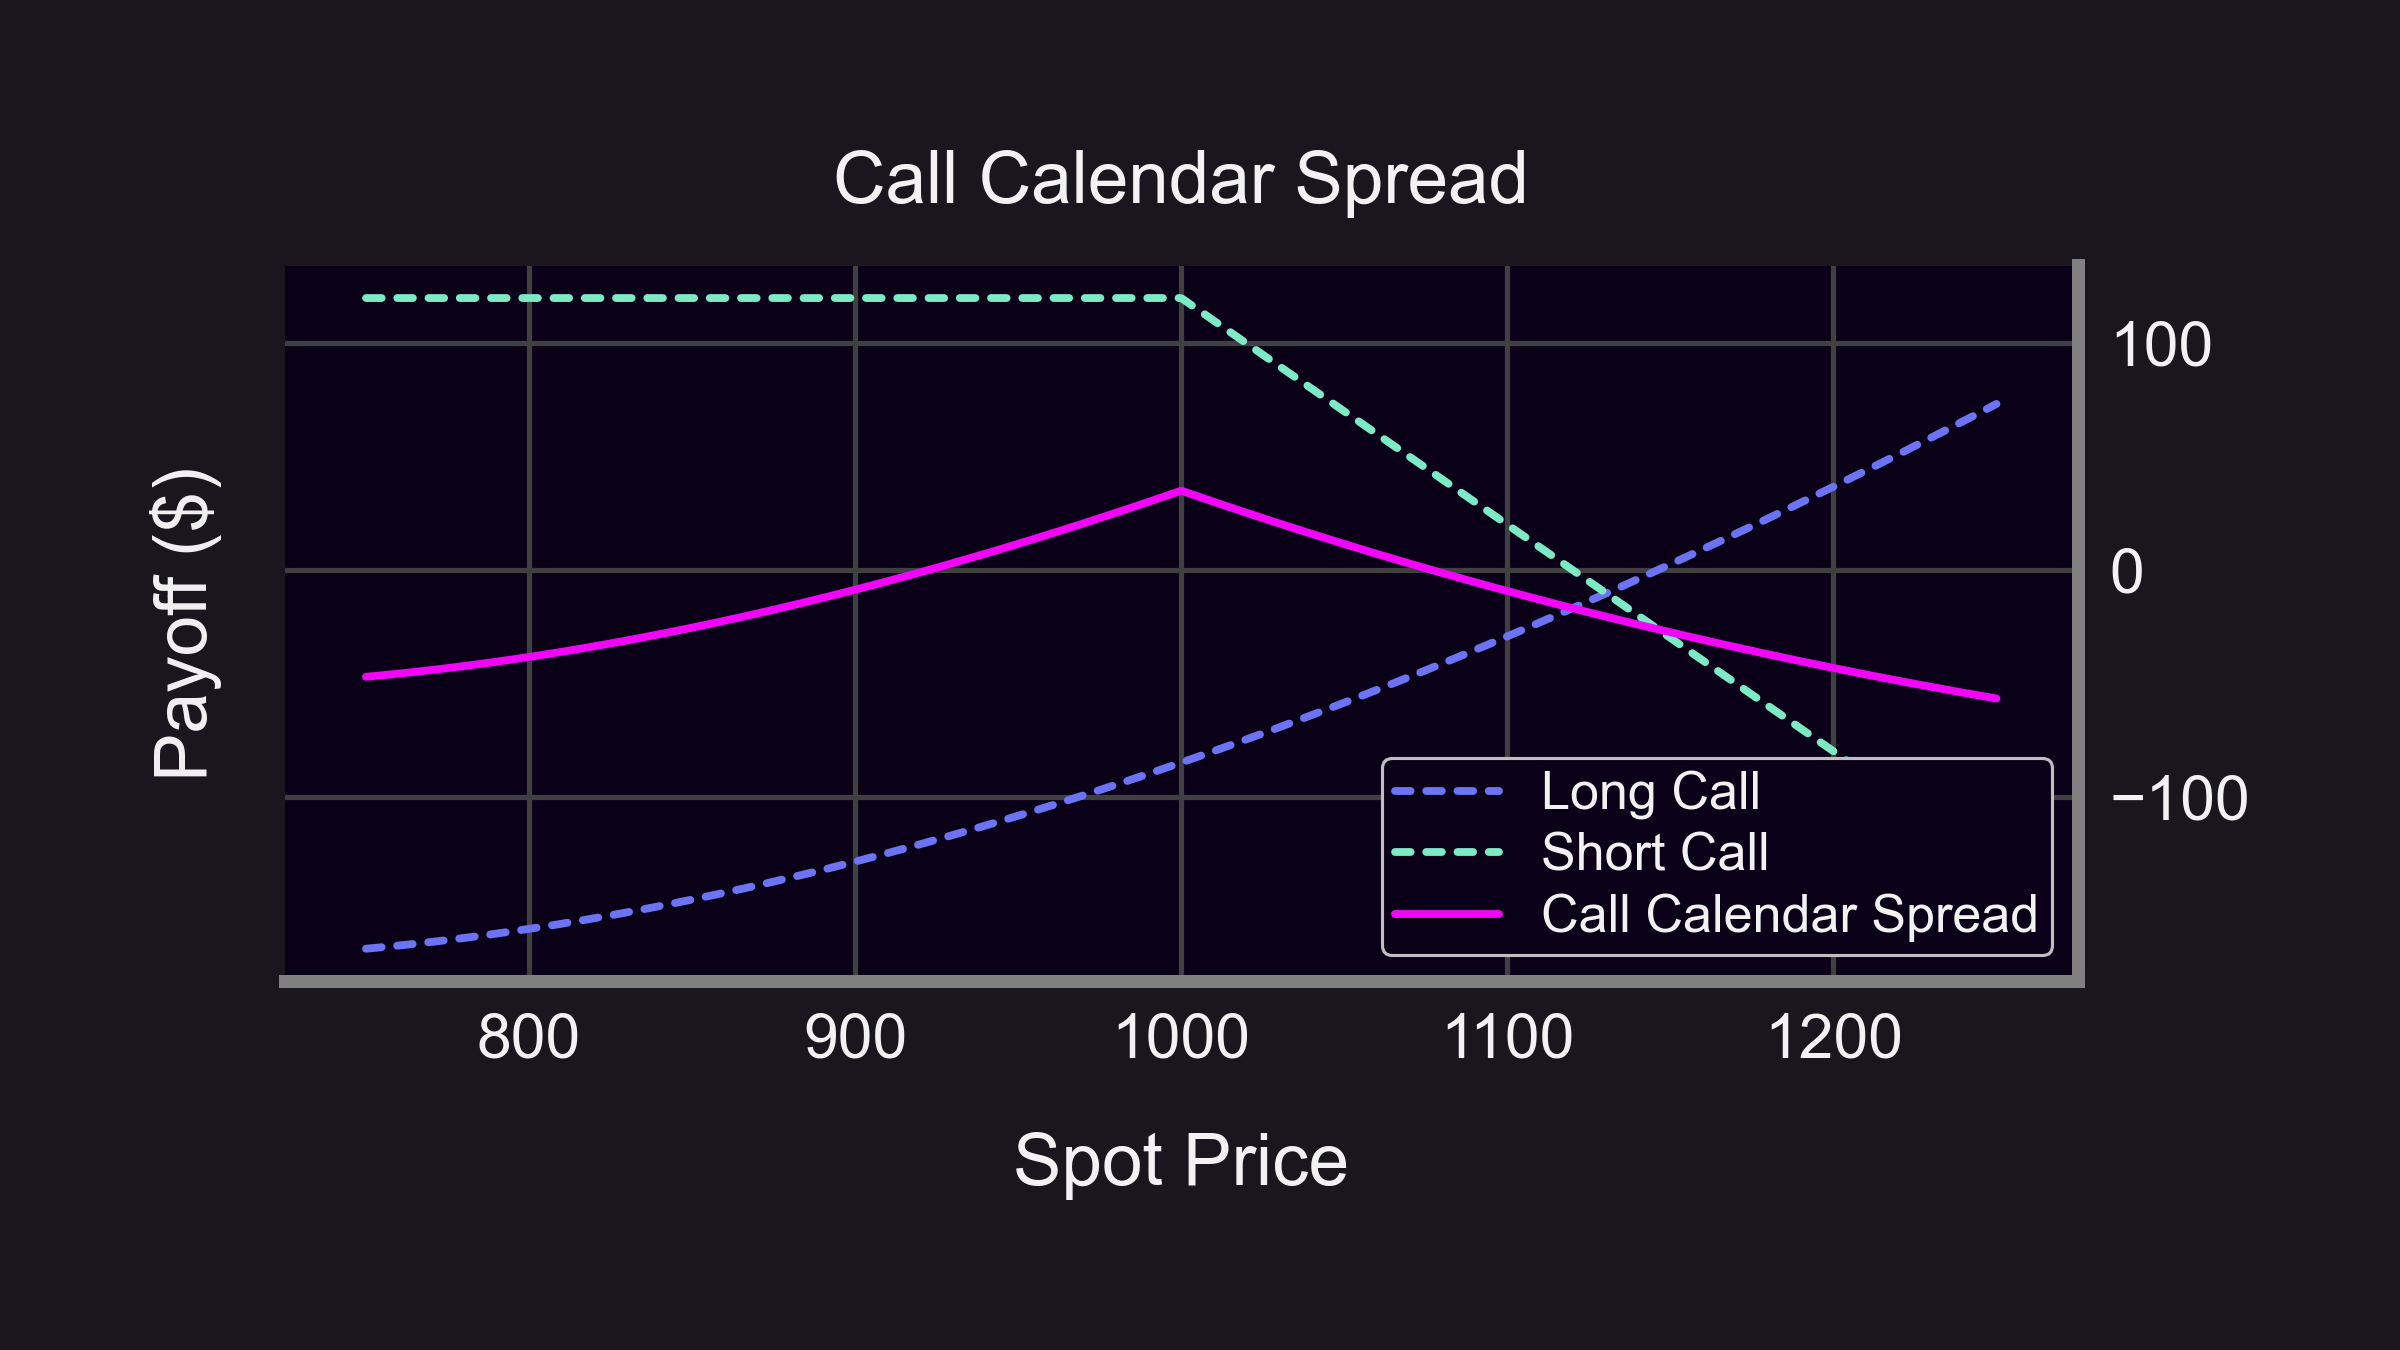 Call Calendar Spread
Payoff ($)
100
0
−100
Long Call
Short Call
Call Calendar Spread
800
900
1000
1100
1200
Spot Price